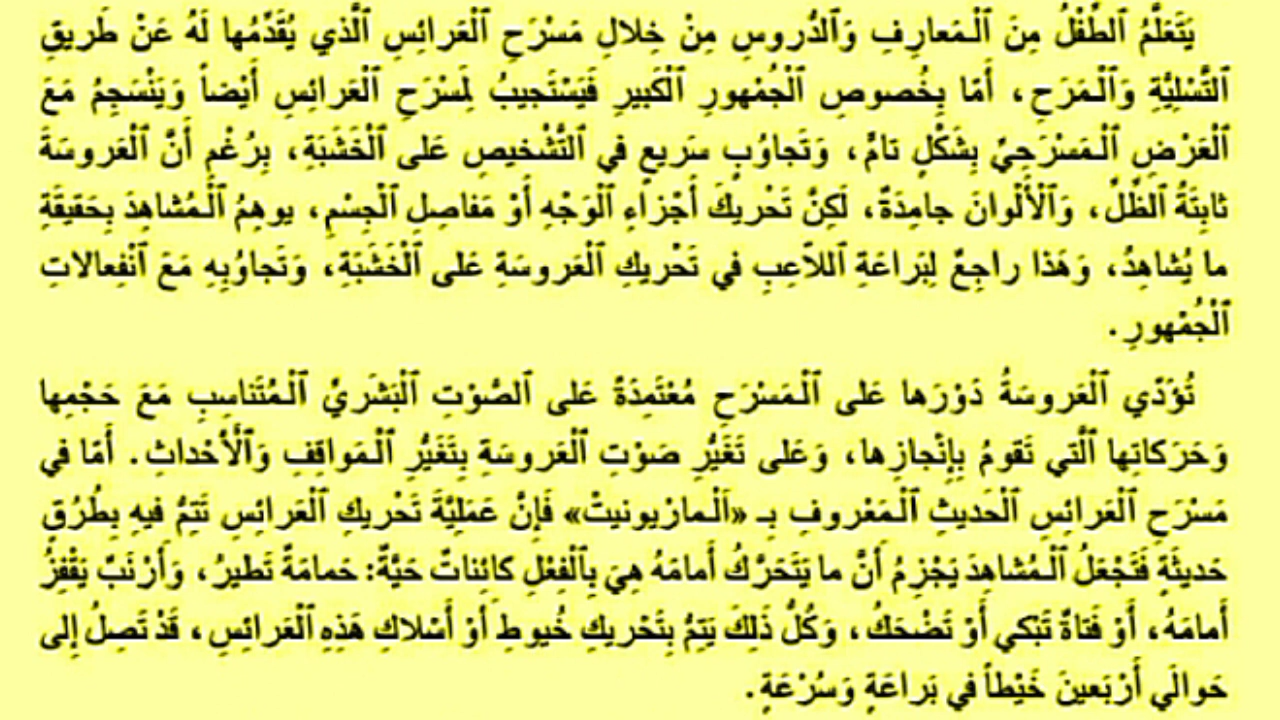 يَتَعَلَّمُ ٱلطِّفْلُ مِنَ ٱلْمَعارِفِ وَٱلدُّروسِ مِنْ خِلالِ مَسْرَحِ ٱلْعَرائِسِ ٱلَّذي يُقَدِّمُها لَهُ عَنْ طَريقِ
ٱلتَّسْلِيَّةِ وَٱلْمَرَحِ، أَمّا بِخُصوصِ ٱلْجُمْهورِ ٱلْكَبيرِ فَيَسْتَجيبُ لِمَسْرَحِ ٱلْعَرائِسِ أَيْضاً وَيَنْسَجِمُ مَعَ
ٱلْعَرْضِ ٱلْمَسْرَحِيِّ بِشَكْلٍ تامٍّ، وَتَجاوُبٍ سَريعٍ في ٱلتَّشْخيصِ عَلى ٱلْخَشَبَةِ، بِرُغْمِ أَنَّ ٱلْعَروسَةَ
ثابِتَةُ ٱلظِّلِّ، وَٱلْأَلْوانَ جامِدَةٌ، لَكِنْ تَحْريكَ أَجْزاءِ ٱلْوَجْهِ أَوْ مَفاصِلِ ٱلْجِسْمِ، يوهِمُ ٱلْمُشاهِدَ بِحَقيقَةِ
ما يُشاهِدُ، وَهَذا راجِعٌ لِبَراعَةِ ٱللاّعِبِ في تَحْريكِ ٱلْعَروسَةِ عَلى ٱلْخَشَبَةِ، وَتَجاوُبِهِ مَعَ ٱنْفِعالاتِ
ٱلْجُمْهورِ.
تُؤَدّي ٱلْعَروسَةُ دَوْرَها عَلى ٱلْمَسْرَحِ مُعْتَمِدَةً عَلى ٱلصَّوْتِ ٱلْبَشَرِيِّ ٱلْمُتَناسِبِ مَعَ حَجْمِها
وَحَرَكاتِها ٱلَّتي تَقومُ بِإِنْجازِها، وَعَلى تَغَيُّرِ صَوْتِ ٱلْعَروسَةِ بِتَغَيُّرِ ٱلْمَواقِفِ وَٱلْأَحْداثِ. أَمّا في
مَسْرَحِ ٱلْعَرائِسِ ٱلْحَديثِ ٱلْمَعْروفِ بِـ «ٱلْمارْيونيتْ» فَإِنَّ عَمَلِيَّةَ تَحْريكِ ٱلْعَرائِسِ تَتِمُّ فيهِ بِطُرُقٍ
حَديثَةٍ فَتَجْعَلُ ٱلْمُشاهِدَ يَجْزِمُ أَنَّ ما يَتَحَرَّكُ أَمامَهُ هِيَ بِٱلْفِعْلِ كائِناتٌ حَيَّةٌ: حَمامَةٌ تَطيرُ، وَأَرْنَبٌ يَقْفِزُ
أَمامَهُ، أَوْ فَتاةٌ تَبْكي أَوْ تَضْحَكُ، وَكُلُّ ذَلِكَ يَتِمُّ بِتَحْريكِ خُيوطِ أَوْ أَسْلاكِ هَذِهِ ٱلْعَرائِسِ، قَدْ تَصِلُ إِلى
حَوالَي أَرْبَعينَ خَيْطاً في بَراعَةٍ وَسُرْعَةٍ.